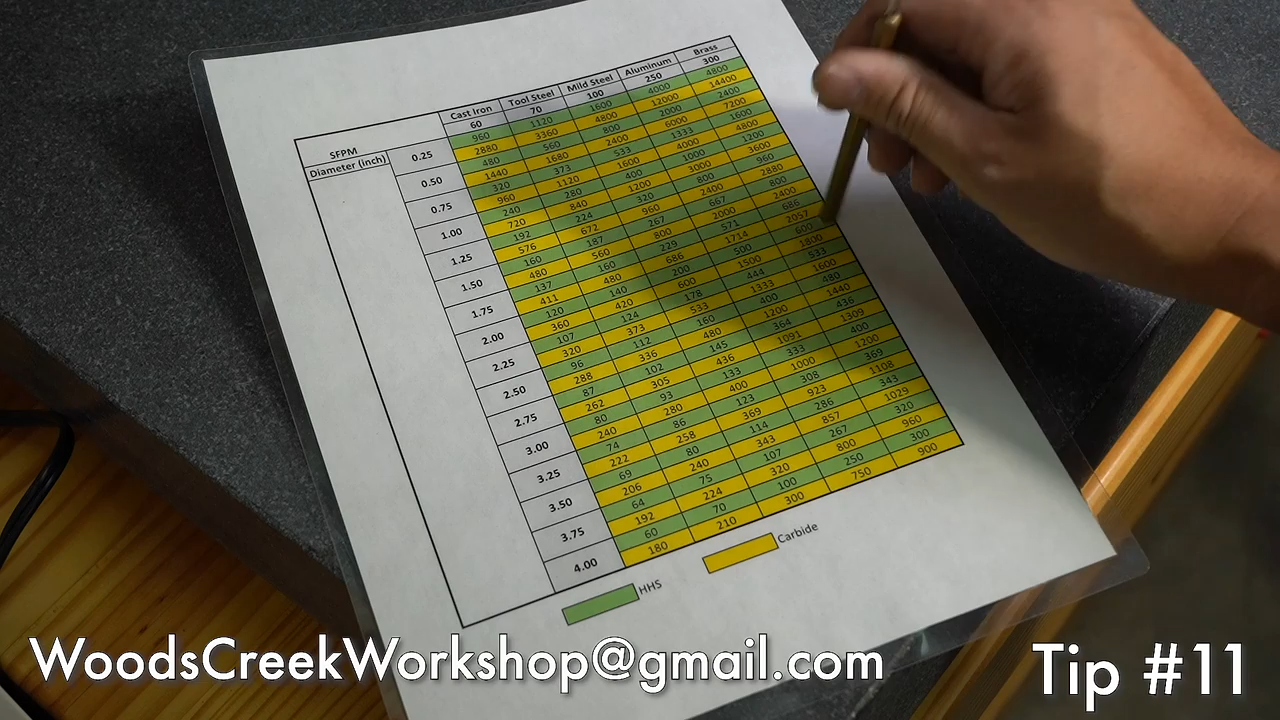 Cast Iron Tool Steel Mild Steel Aluminum Brass
SFPM 60 70 100 250 300
Diameter (inch)
0.25 960 1120 1600 4000 4800
2880 3360 4800 12000 14400
0.50 480 560 800 2000 2400
1440 1680 2400 6000 7200
0.75 320 373 533 1333 1600
960 1120 1600 4000 4800
1.00 240 280 400 1000 1200
720 840 1200 3000 3600
1.25 192 224 320 800 960
576 672 960 2400 2880
1.50 160 187 267 667 800
480 560 800 2000 2400
1.75 137 160 229 571 686
411 480 686 1714 2057
2.00 120 140 200 500 600
360 420 600 1500 1800
2.25 107 124 178 444 533
320 373 533 1333 1600
2.50 96 112 160 400 480
288 336 480 1200 1440
2.75 87 102 145 364 436
262 305 436 1091 1309
3.00 80 93 133 333 400
240 280 400 1000 1200
3.25 74 86 123 308 369
222 258 369 923 1108
3.50 69 80 114 286 343
206 240 343 857 1029
3.75 64 75 107 267 320
192 224 320 800 960
4.00 60 70 100 250 300
180 210 300 750 900
HHS Carbide
WoodsCreekWorkshop@gmail.com
Tip #11